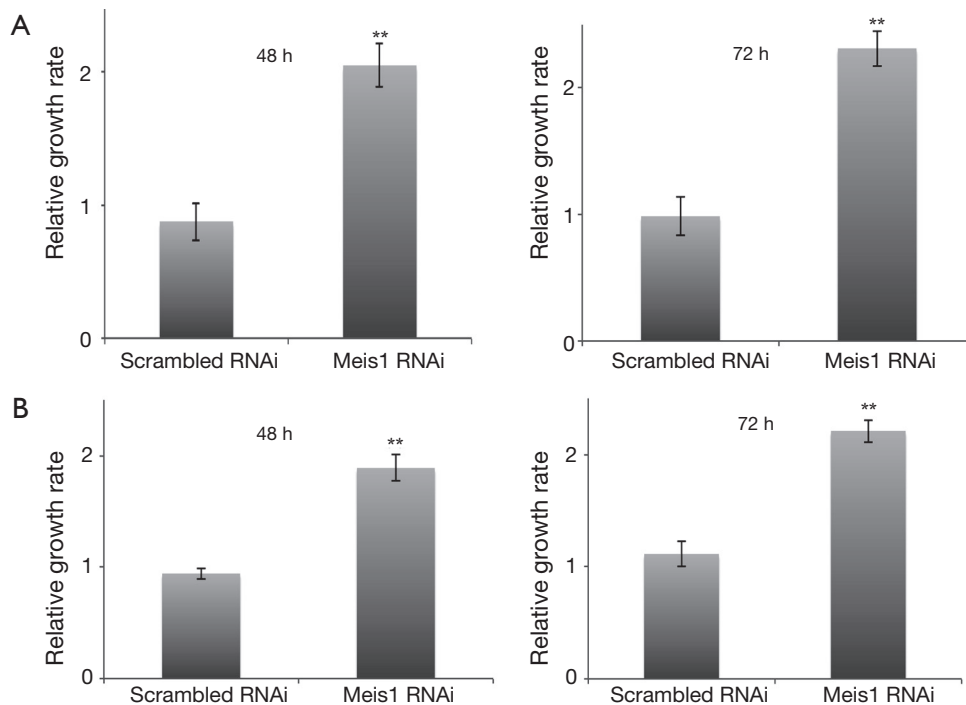 A
Relative growth rate
2
1
0
48 h
**
Scrambled RNAi
Meis1 RNAi
Relative growth rate
2
1
0
72 h
**
Scrambled RNAi
Meis1 RNAi
B
Relative growth rate
2
1
0
48 h
**
Scrambled RNAi
Meis1 RNAi
Relative growth rate
2
1
0
72 h
**
Scrambled RNAi
Meis1 RNAi